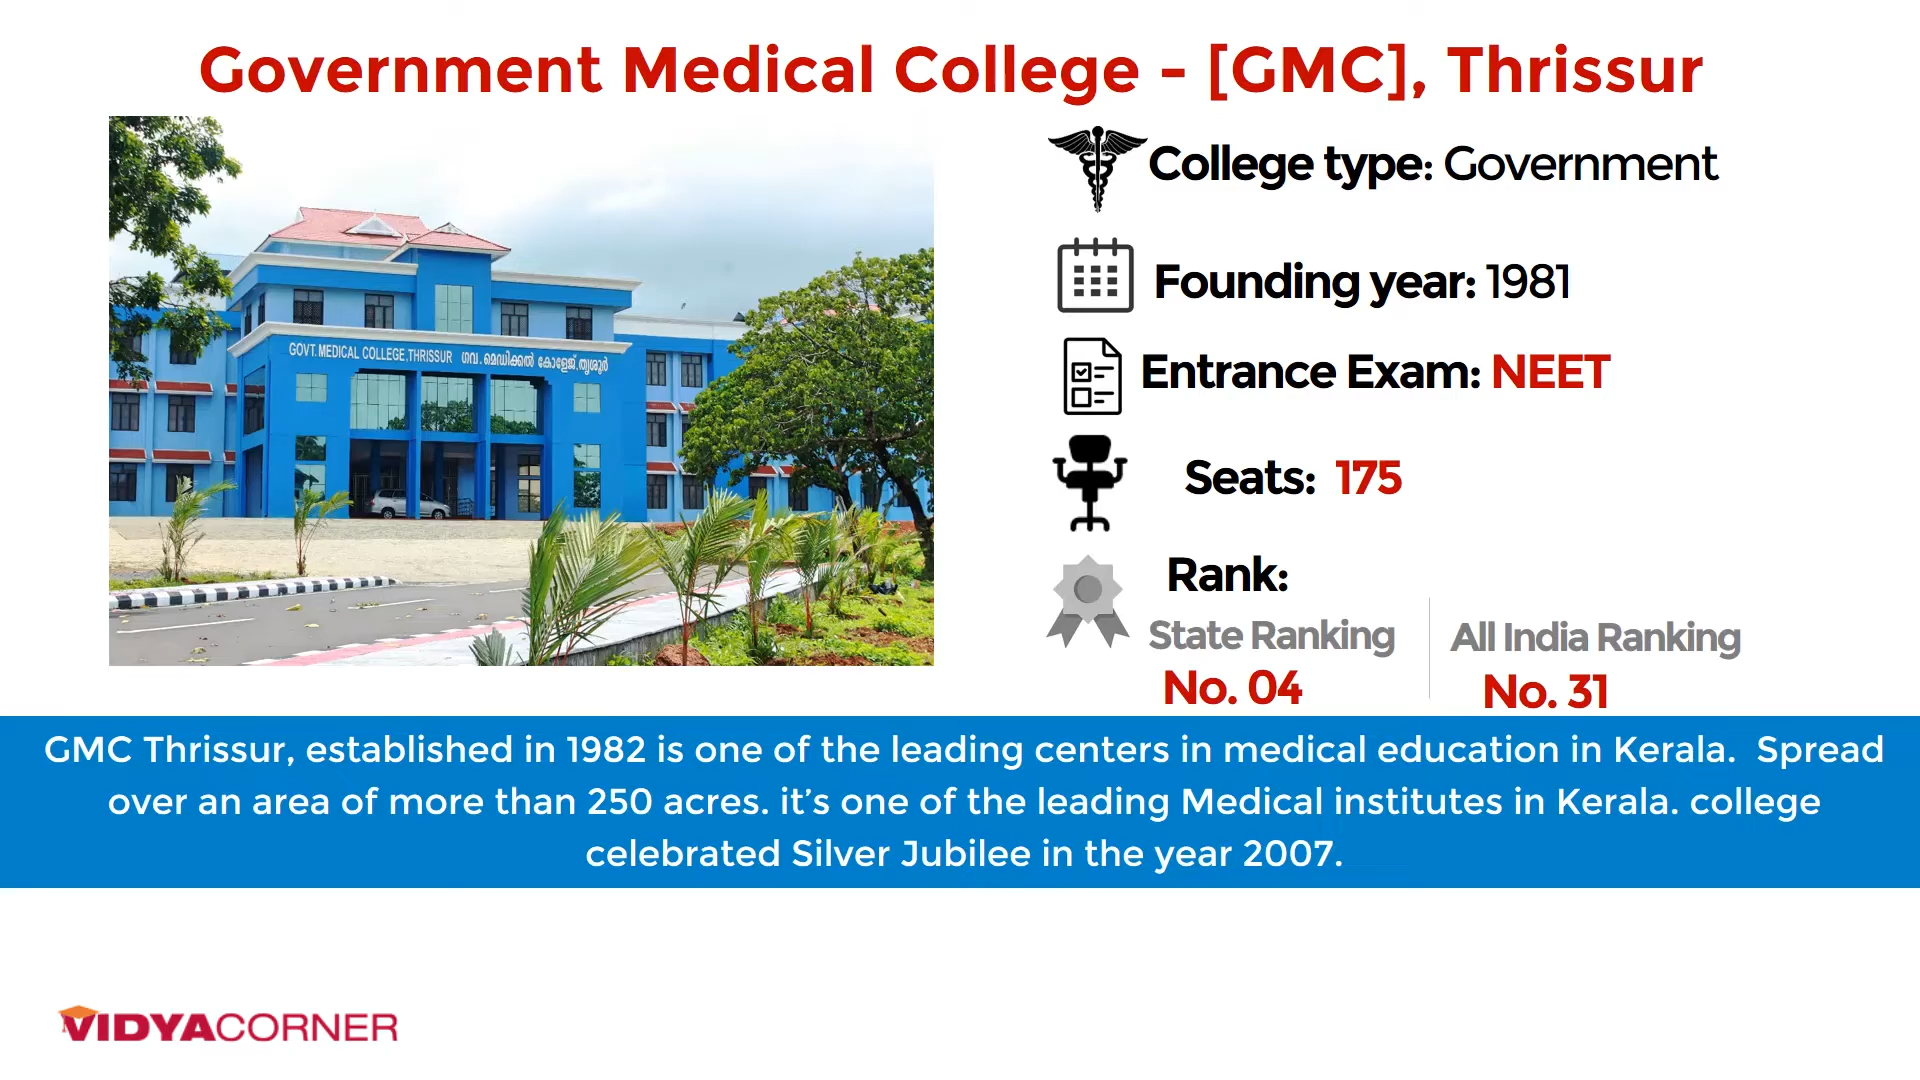 Government Medical College - [GMC], Thrissur
GOVT. MEDICAL COLLEGE,THRISSUR ഗവ. മെഡിക്കൽ കോളേജ്, തൃശൂർ
College type: Government
Founding year: 1981
Entrance Exam: NEET
Seats: 175
Rank:
State Ranking
No. 04
All India Ranking
No. 31
GMC Thrissur, established in 1982 is one of the leading centers in medical education in Kerala. Spread
over an area of more than 250 acres. it’s one of the leading Medical institutes in Kerala. college
celebrated Silver Jubilee in the year 2007.
VIDYACORNER